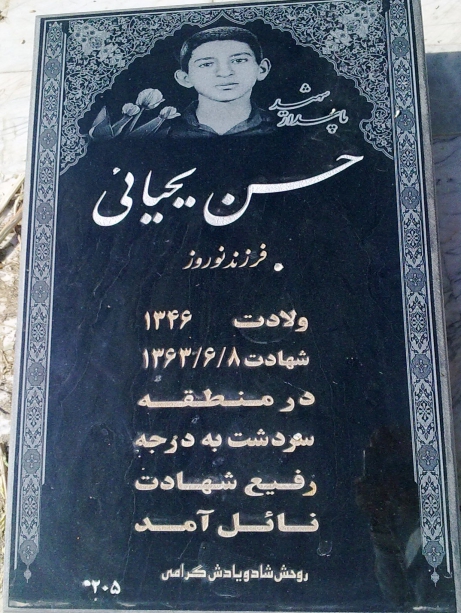 شهید
پاسدار
حسن یحیائی
فرزند نوروز
ولادت ۱۳۴۶
شهادت ۱۳۶۳/۶/۸
در منطقه
سردشت به درجه
رفیع شهادت
نائل آمد
روحش شاد و یادش گرامی
۰۲۰۵